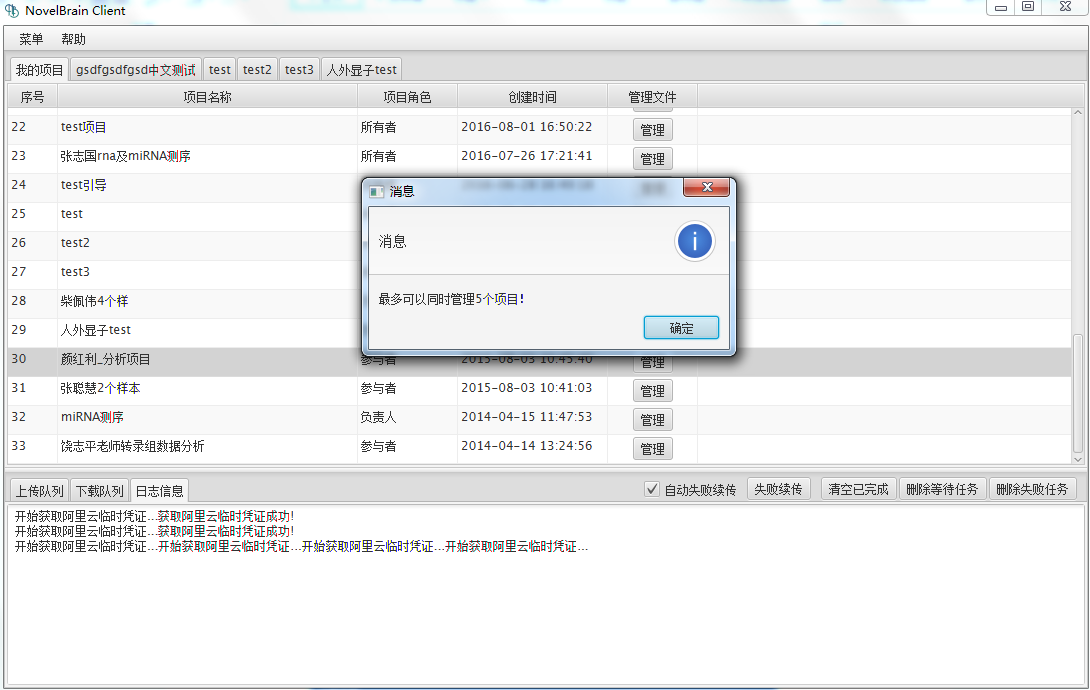 NovelBrain Client
菜单 帮助
我的项目 gsdfgsdfgsd中文测试 test test2 test3 人外显子test
序号 项目名称 项目角色 创建时间 管理文件
22 test项目 所有者 2016-08-01 16:50:22 管理
23 张志国rna及miRNA测序 所有者 2016-07-26 17:21:41 管理
24 test引导
25 test
26 test2
27 test3
28 柴佩伟4个样
29 人外显子test
消息
消息
最多可以同时管理5个项目!
确定
30 颜红利_分析项目 参与者 2015-08-03 10:45:40 管理
31 张聪慧2个样本 参与者 2015-08-03 10:41:03 管理
32 miRNA测序 负责人 2014-04-15 11:47:53 管理
33 饶志平老师转录组数据分析 参与者 2014-04-14 13:24:56 管理
上传队列 下载队列 日志信息 自动失败续传 失败续传 清空已完成 删除等待任务 删除失败任务
开始获取阿里云临时凭证...获取阿里云临时凭证成功!
开始获取阿里云临时凭证...获取阿里云临时凭证成功!
开始获取阿里云临时凭证...开始获取阿里云临时凭证...开始获取阿里云临时凭证...开始获取阿里云临时凭证...